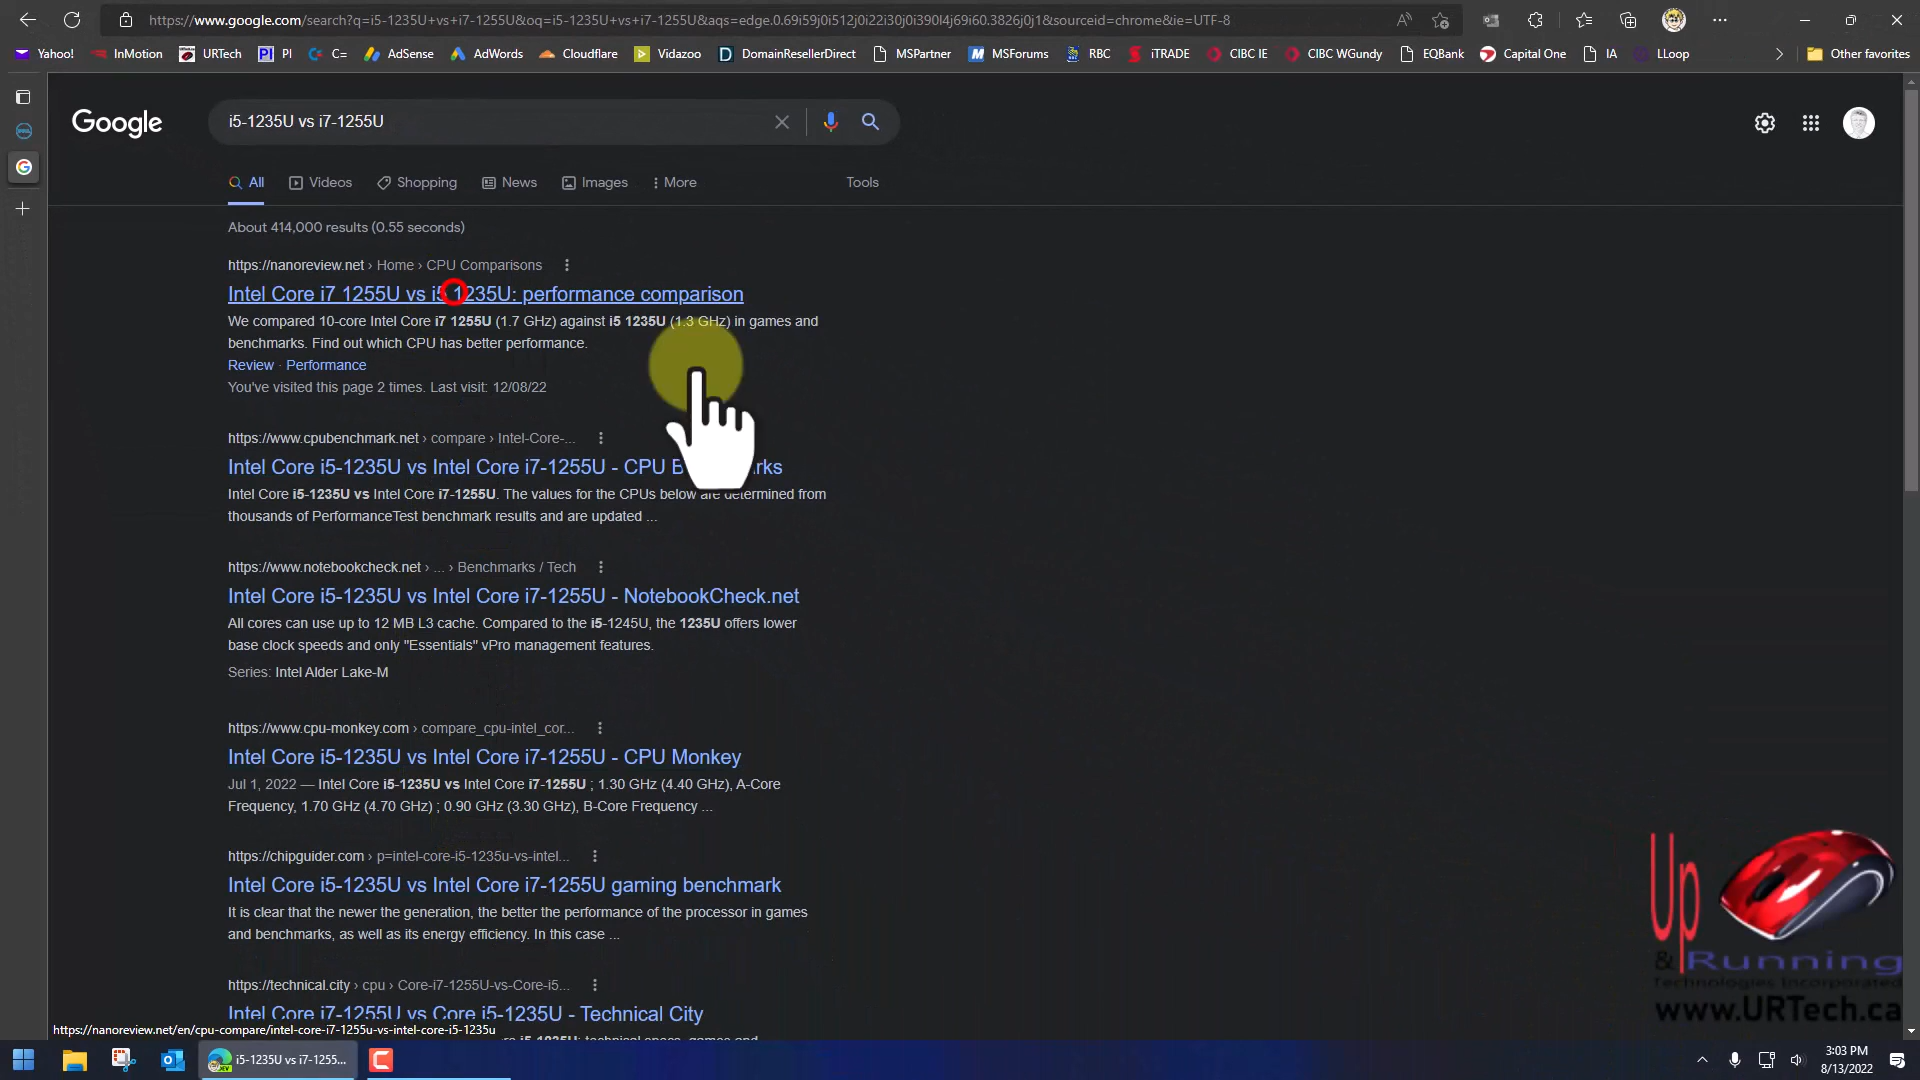 https://www.google.com/search?q=i5-1235U+vs+i7-1255U&oq=i5-1235U+vs+i7-1255U&aqs=edge.0.69i59j0i512j0i22i30j0i390l4j69i60.3826j0j1&sourceid=chrome&ie=UTF-8
Yahoo! InMotion URTech PI C= AdSense AdWords Cloudflare Vidazoo DomainResellerDirect MSPartner MSForums RBC iTRADE CIBC IE CIBC WGundy EQBank Capital One IA LLoop Other favorites
Google i5-1235U vs i7-1255U
All Videos Shopping News Images More Tools
About 414,000 results (0.55 seconds)
https://nanoreview.net › Home › CPU Comparisons
Intel Core i7 1255U vs i5 1235U: performance comparison
We compared 10-core Intel Core i7 1255U (1.7 GHz) against i5 1235U (1.3 GHz) in games and
benchmarks. Find out which CPU has better performance.
Review · Performance
You've visited this page 2 times. Last visit: 12/08/22
https://www.cpubenchmark.net › compare › Intel-Core-...
Intel Core i5-1235U vs Intel Core i7-1255U - CPU B rks
Intel Core i5-1235U vs Intel Core i7-1255U. The values for the CPUs below are determined from
thousands of PerformanceTest benchmark results and are updated ...
https://www.notebookcheck.net › ... › Benchmarks / Tech
Intel Core i5-1235U vs Intel Core i7-1255U - NotebookCheck.net
All cores can use up to 12 MB L3 cache. Compared to the i5-1245U, the 1235U offers lower
base clock speeds and only "Essentials" vPro management features.
Series: Intel Alder Lake-M
https://www.cpu-monkey.com › compare_cpu-intel_cor...
Intel Core i5-1235U vs Intel Core i7-1255U - CPU Monkey
Jul 1, 2022 — Intel Core i5-1235U vs Intel Core i7-1255U ; 1.30 GHz (4.40 GHz), A-Core
Frequency, 1.70 GHz (4.70 GHz) ; 0.90 GHz (3.30 GHz), B-Core Frequency ...
https://chipguider.com › p=intel-core-i5-1235u-vs-intel...
Intel Core i5-1235U vs Intel Core i7-1255U gaming benchmark
It is clear that the newer the generation, the better the performance of the processor in games
and benchmarks, as well as its energy efficiency. In this case ...
https://technical.city › cpu › Core-i7-1255U-vs-Core-i5...
Intel Core i7-1255U vs Core i5-1235U - Technical City
https://nanoreview.net/en/cpu-compare/intel-core-i7-1255u-vs-intel-core-i5-1235u
Up
& Running
Technologies Incorporated
www.URTech.ca
i5-1235U vs i7-1255...
3:03 PM
8/13/2022